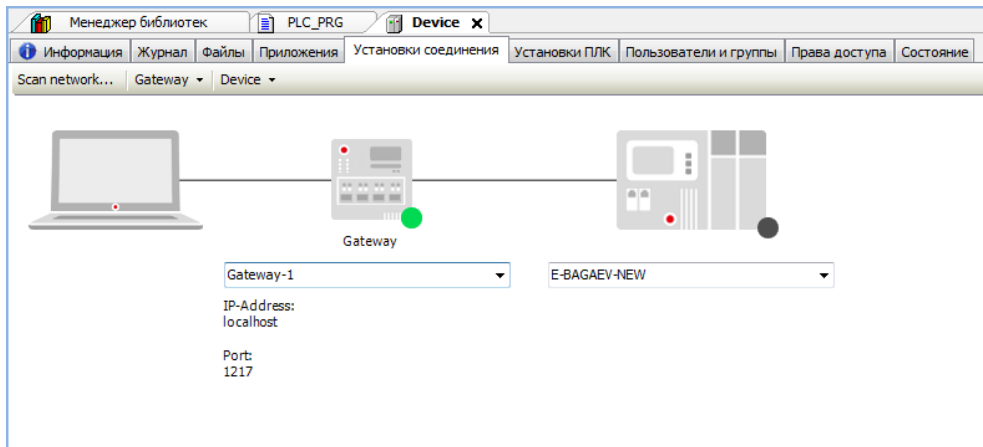 Менеджер библиотек PLC_PRG Device
Информация Журнал Файлы Приложения Установки соединения Установки ПЛК Пользователи и группы Права доступа Состояние
Scan network... Gateway Device
Gateway
Gateway-1 E-BAGAEV-NEW
IP-Address:
localhost
Port:
1217